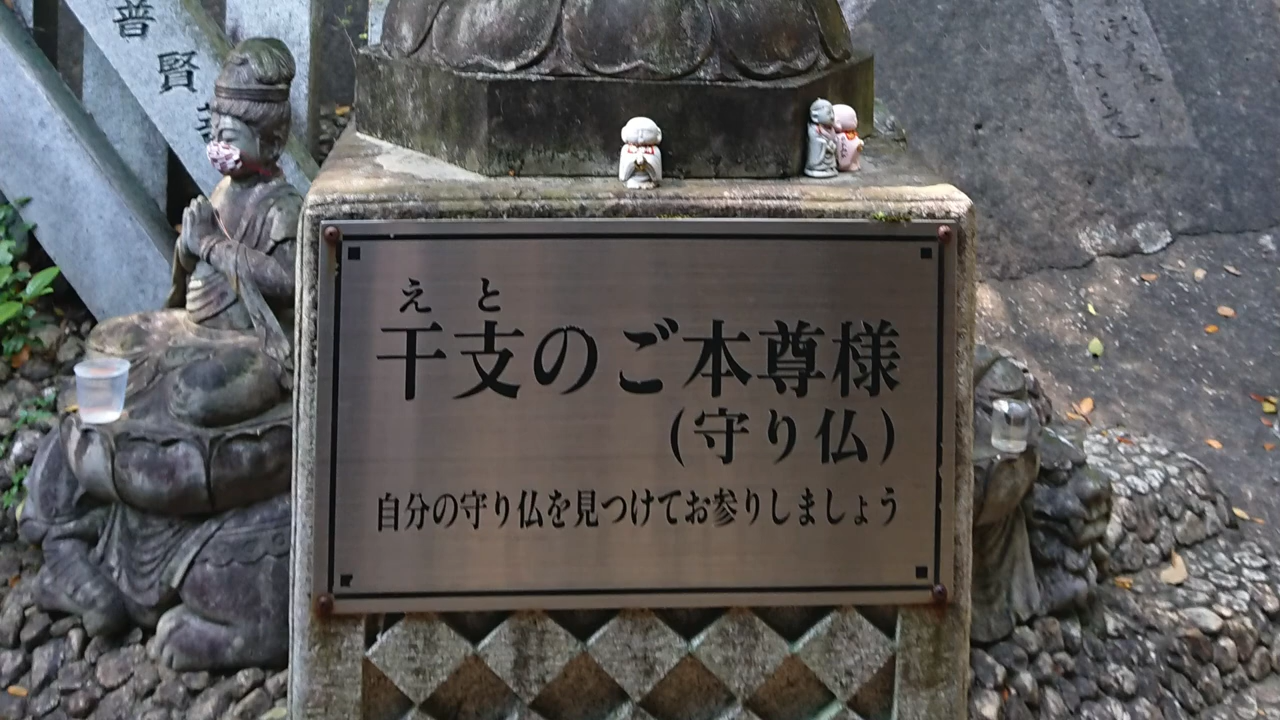 普賢
えと
干支のご本尊様
(守り仏)
自分の守り仏を見つけてお参りしましょう